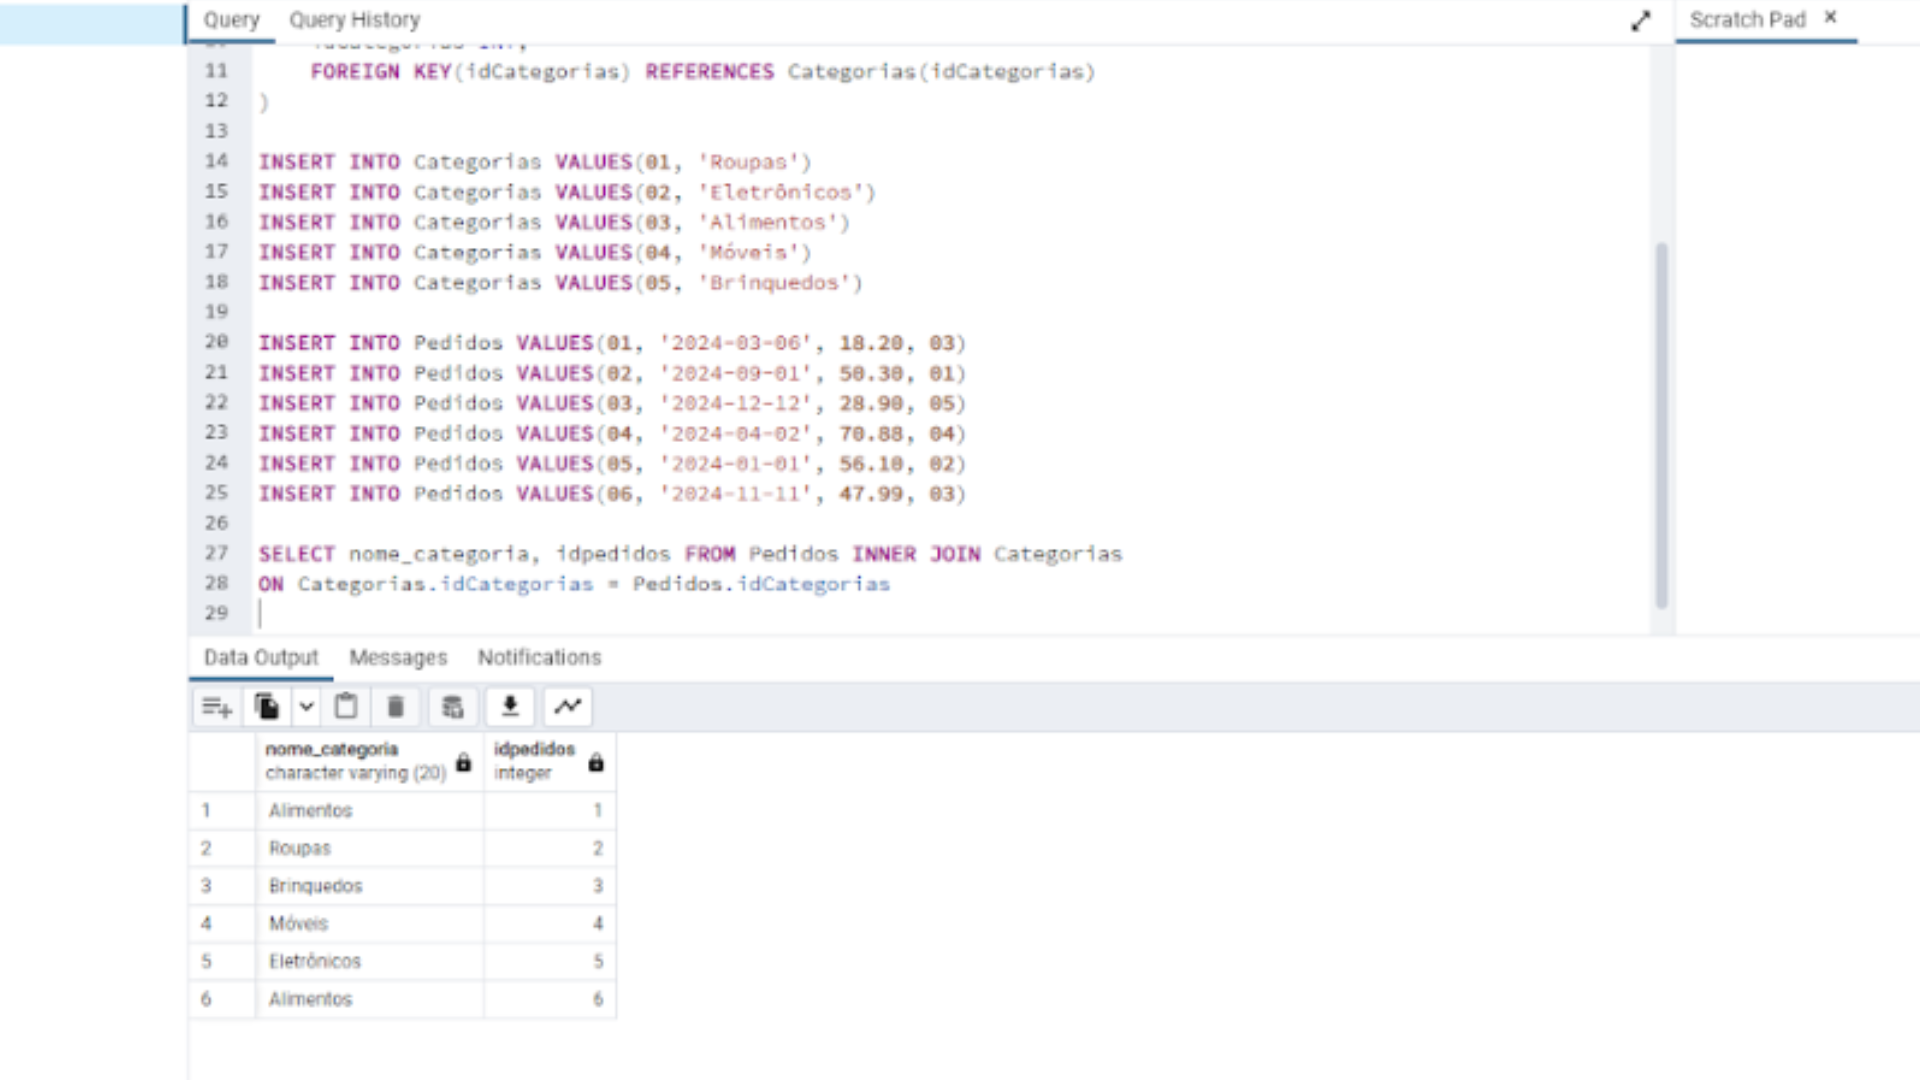 Query Query History Scratch Pad ×
11 FOREIGN KEY(idCategorias) REFERENCES Categorias(idCategorias)
12 )
13
14 INSERT INTO Categorias VALUES(01, 'Roupas')
15 INSERT INTO Categorias VALUES(02, 'Eletrônicos')
16 INSERT INTO Categorias VALUES(03, 'Alimentos')
17 INSERT INTO Categorias VALUES(04, 'Móveis')
18 INSERT INTO Categorias VALUES(05, 'Brinquedos')
19
20 INSERT INTO Pedidos VALUES(01, '2024-03-06', 18.20, 03)
21 INSERT INTO Pedidos VALUES(02, '2024-09-01', 50.30, 01)
22 INSERT INTO Pedidos VALUES(03, '2024-12-12', 28.90, 05)
23 INSERT INTO Pedidos VALUES(04, '2024-04-02', 70.88, 04)
24 INSERT INTO Pedidos VALUES(05, '2024-01-01', 56.10, 02)
25 INSERT INTO Pedidos VALUES(06, '2024-11-11', 47.99, 03)
26
27 SELECT nome_categoria, idpedidos FROM Pedidos INNER JOIN Categorias
28 ON Categorias.idCategorias = Pedidos.idCategorias
29
Data Output Messages Notifications
nome_categoria idpedidos
character varying (20) integer
1 Alimentos 1
2 Roupas 2
3 Brinquedos 3
4 Móveis 4
5 Eletrônicos 5
6 Alimentos 6